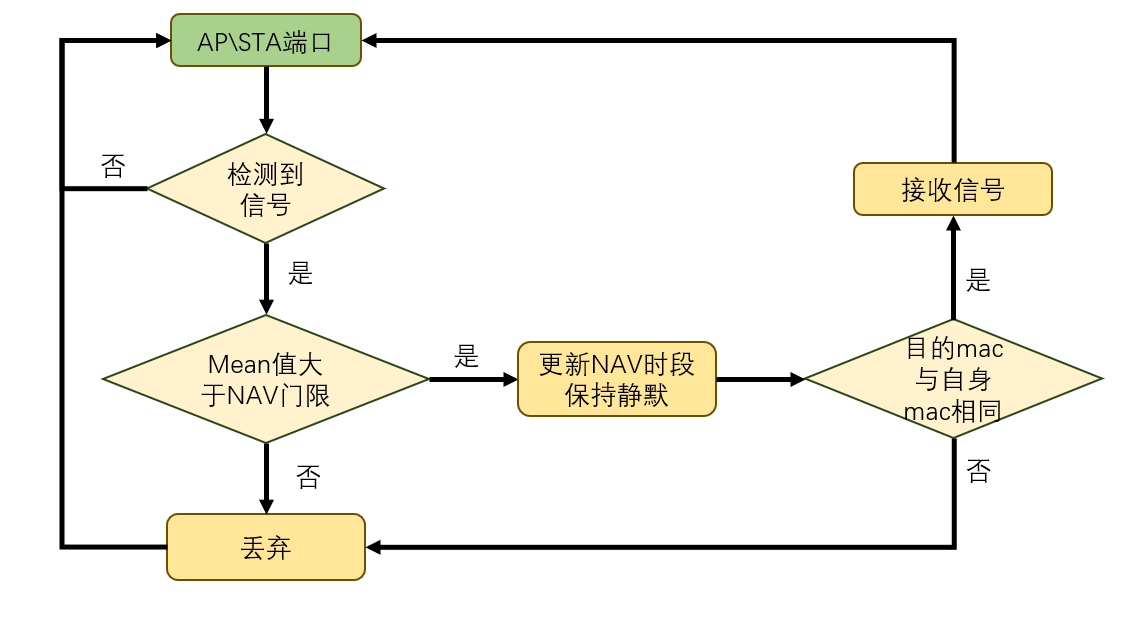 AP\STA端口
否
检测到
信号
是
Mean值大
于NAV门限
是
更新NAV时段
保持静默
目的mac
与自身
mac相同
是
接收信号
否
否
丢弃